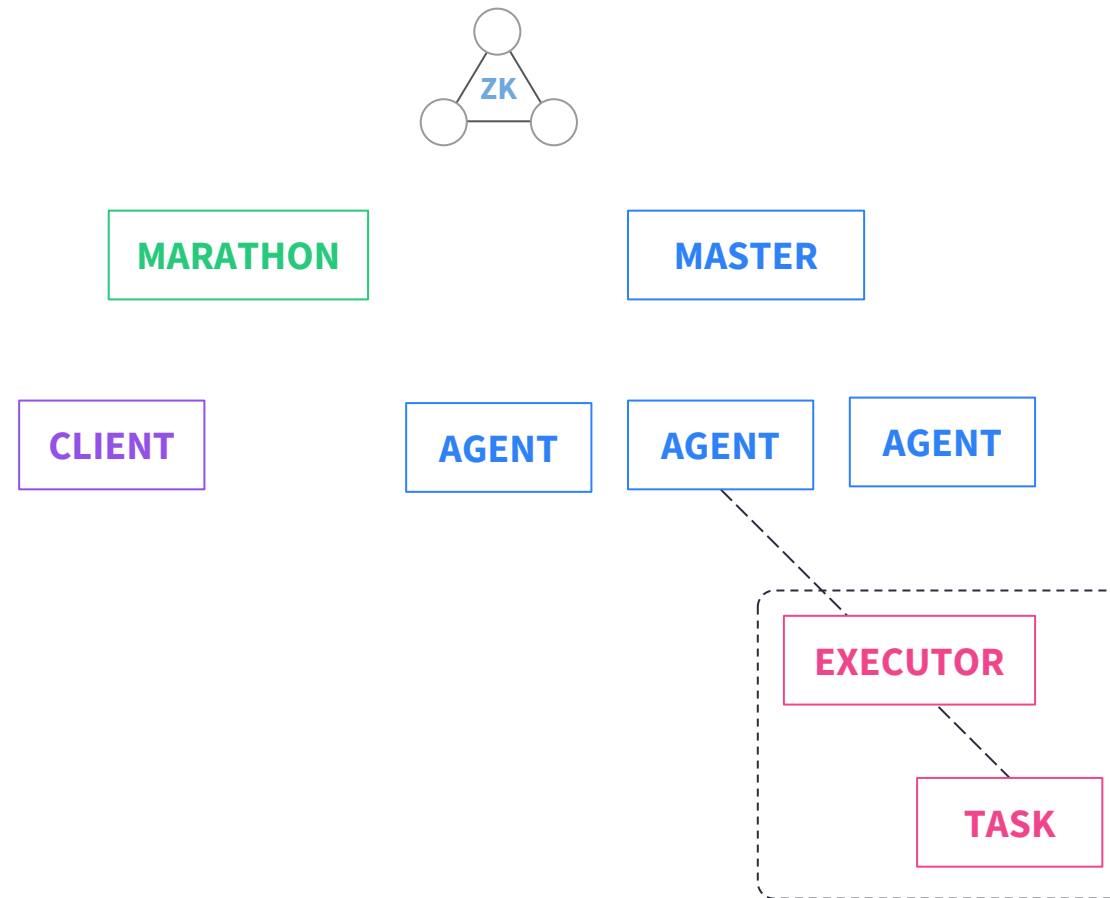 ZK
MARATHON
MASTER
CLIENT
AGENT
AGENT
AGENT
EXECUTOR
TASK